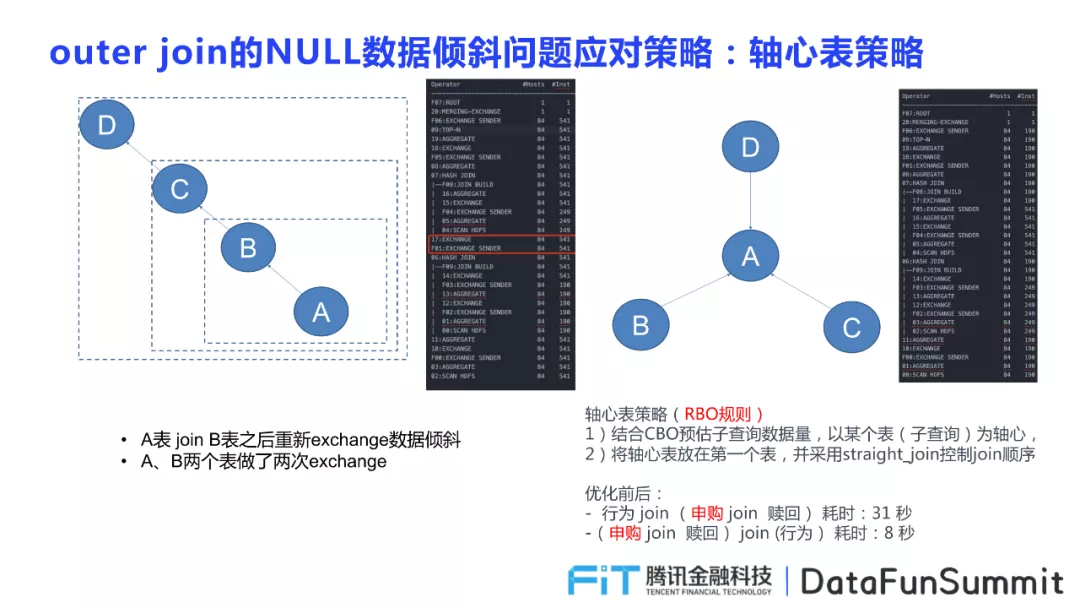 outer join的NULL数据倾斜问题应对策略：轴心表策略
D
C
B
A
Operator #Hosts #Inst
F07:ROOT 1 1
20:MERGING-EXCHANGE 1 1
F06:EXCHANGE SENDER 84 541
09:TOP-N 84 541
19:AGGREGATE 84 541
18:EXCHANGE 84 541
F05:EXCHANGE SENDER 84 541
08:AGGREGATE 84 541
07:HASH JOIN 84 541
|--F08:JOIN BUILD 84 541
| 16:AGGREGATE 84 541
| 15:EXCHANGE 84 541
| F04:EXCHANGE SENDER 84 249
| 05:AGGREGATE 84 249
| 04:SCAN HDFS 84 249
17:EXCHANGE 84 541
F01:EXCHANGE SENDER 84 541
06:HASH JOIN 84 541
|--F09:JOIN BUILD 84 541
| 14:EXCHANGE 84 541
| F03:EXCHANGE SENDER 84 190
| 13:AGGREGATE 84 190
| 12:EXCHANGE 84 190
| F02:EXCHANGE SENDER 84 190
| 01:AGGREGATE 84 190
| 00:SCAN HDFS 84 190
11:AGGREGATE 84 541
10:EXCHANGE 84 541
F00:EXCHANGE SENDER 84 541
03:AGGREGATE 84 541
02:SCAN HDFS 84 541
D
A
B
C
Operator #Hosts #Inst
F07:ROOT 1 1
20:MERGING-EXCHANGE 1 1
F06:EXCHANGE SENDER 84 190
09:TOP-N 84 190
19:AGGREGATE 84 190
18:EXCHANGE 84 190
F01:EXCHANGE SENDER 84 190
08:AGGREGATE 84 190
07:HASH JOIN 84 190
|--F08:JOIN BUILD 84 190
| 17:EXCHANGE 84 190
| F05:EXCHANGE SENDER 84 541
| 16:AGGREGATE 84 541
| 15:EXCHANGE 84 541
| F04:EXCHANGE SENDER 84 541
| 05:AGGREGATE 84 541
| 04:SCAN HDFS 84 541
06:HASH JOIN 84 190
|--F09:JOIN BUILD 84 190
| 14:EXCHANGE 84 190
| F03:EXCHANGE SENDER 84 249
| 13:AGGREGATE 84 249
| 12:EXCHANGE 84 249
| F02:EXCHANGE SENDER 84 249
| 03:AGGREGATE 84 249
| 02:SCAN HDFS 84 249
11:AGGREGATE 84 190
10:EXCHANGE 84 190
F00:EXCHANGE SENDER 84 190
01:AGGREGATE 84 190
00:SCAN HDFS 84 190
• A表 join B表之后重新exchange数据倾斜
• A、B两个表做了两次exchange
轴心表策略（RBO规则）
1）结合CBO预估子查询数据量，以某个表（子查询）为轴心，
2）将轴心表放在第一个表，并采用straight_join控制join顺序
优化前后：
- 行为 join （申购 join 赎回） 耗时：31 秒
-（申购 join 赎回） join (行为） 耗时：8 秒
FiT 腾讯金融科技 TENCENT FINANCIAL TECHNOLOGY | DataFunSummit